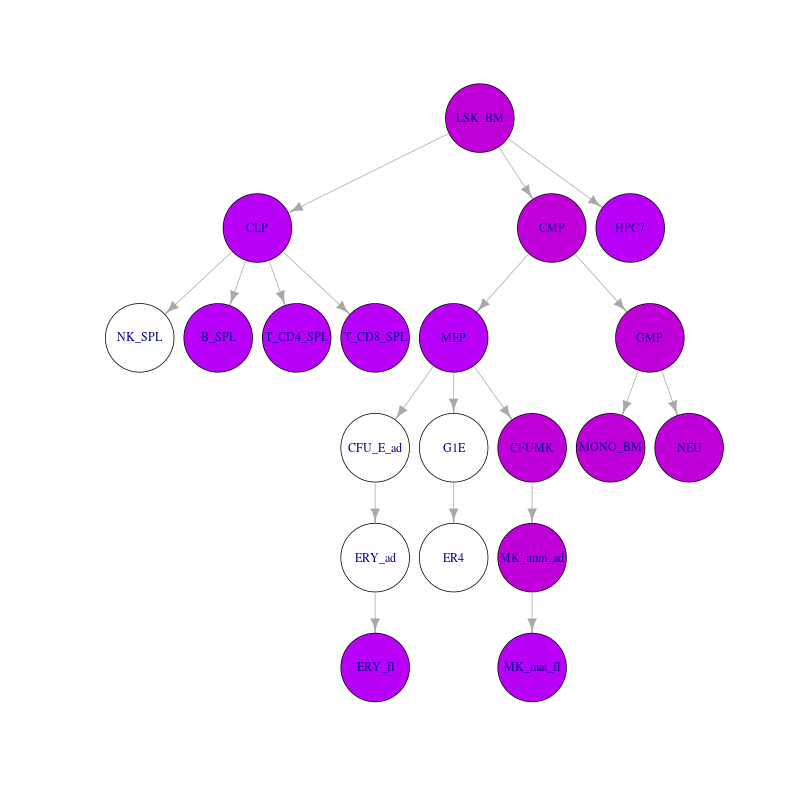 LSK_BM
CLP
CMP
HPC7
NK_SPL
B_SPL
T_CD4_SPL
T_CD8_SPL
MEP
GMP
CFU_E_ad
G1E
CFUMK
MONO_BM
NEU
ERY_ad
ER4
MK_imm_ad
ERY_fl
MK_mat_fl